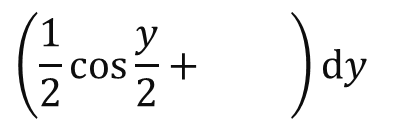 (1/2 cos y/2 + ) dy